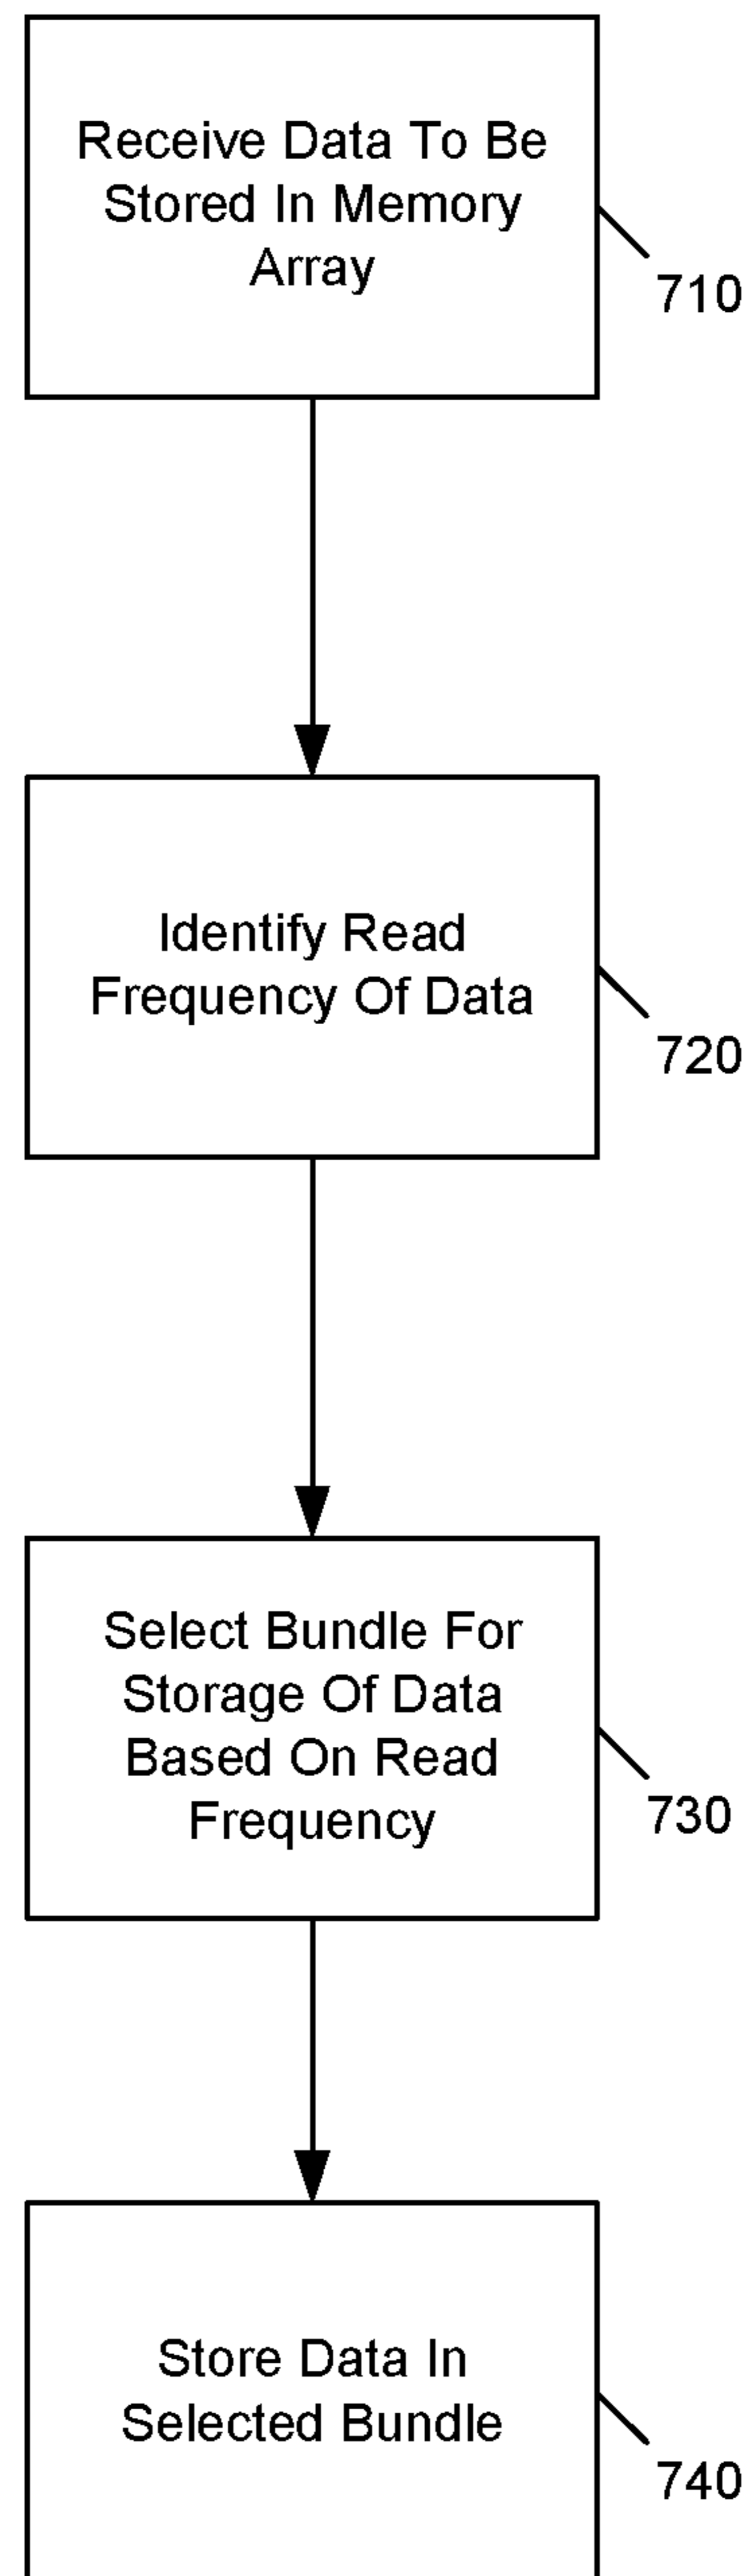 Receive Data To Be
Stored In Memory
Array
710
Identify Read
Frequency Of Data
720
Select Bundle For
Storage Of Data
Based On Read
Frequency
730
Store Data In
Selected Bundle
740